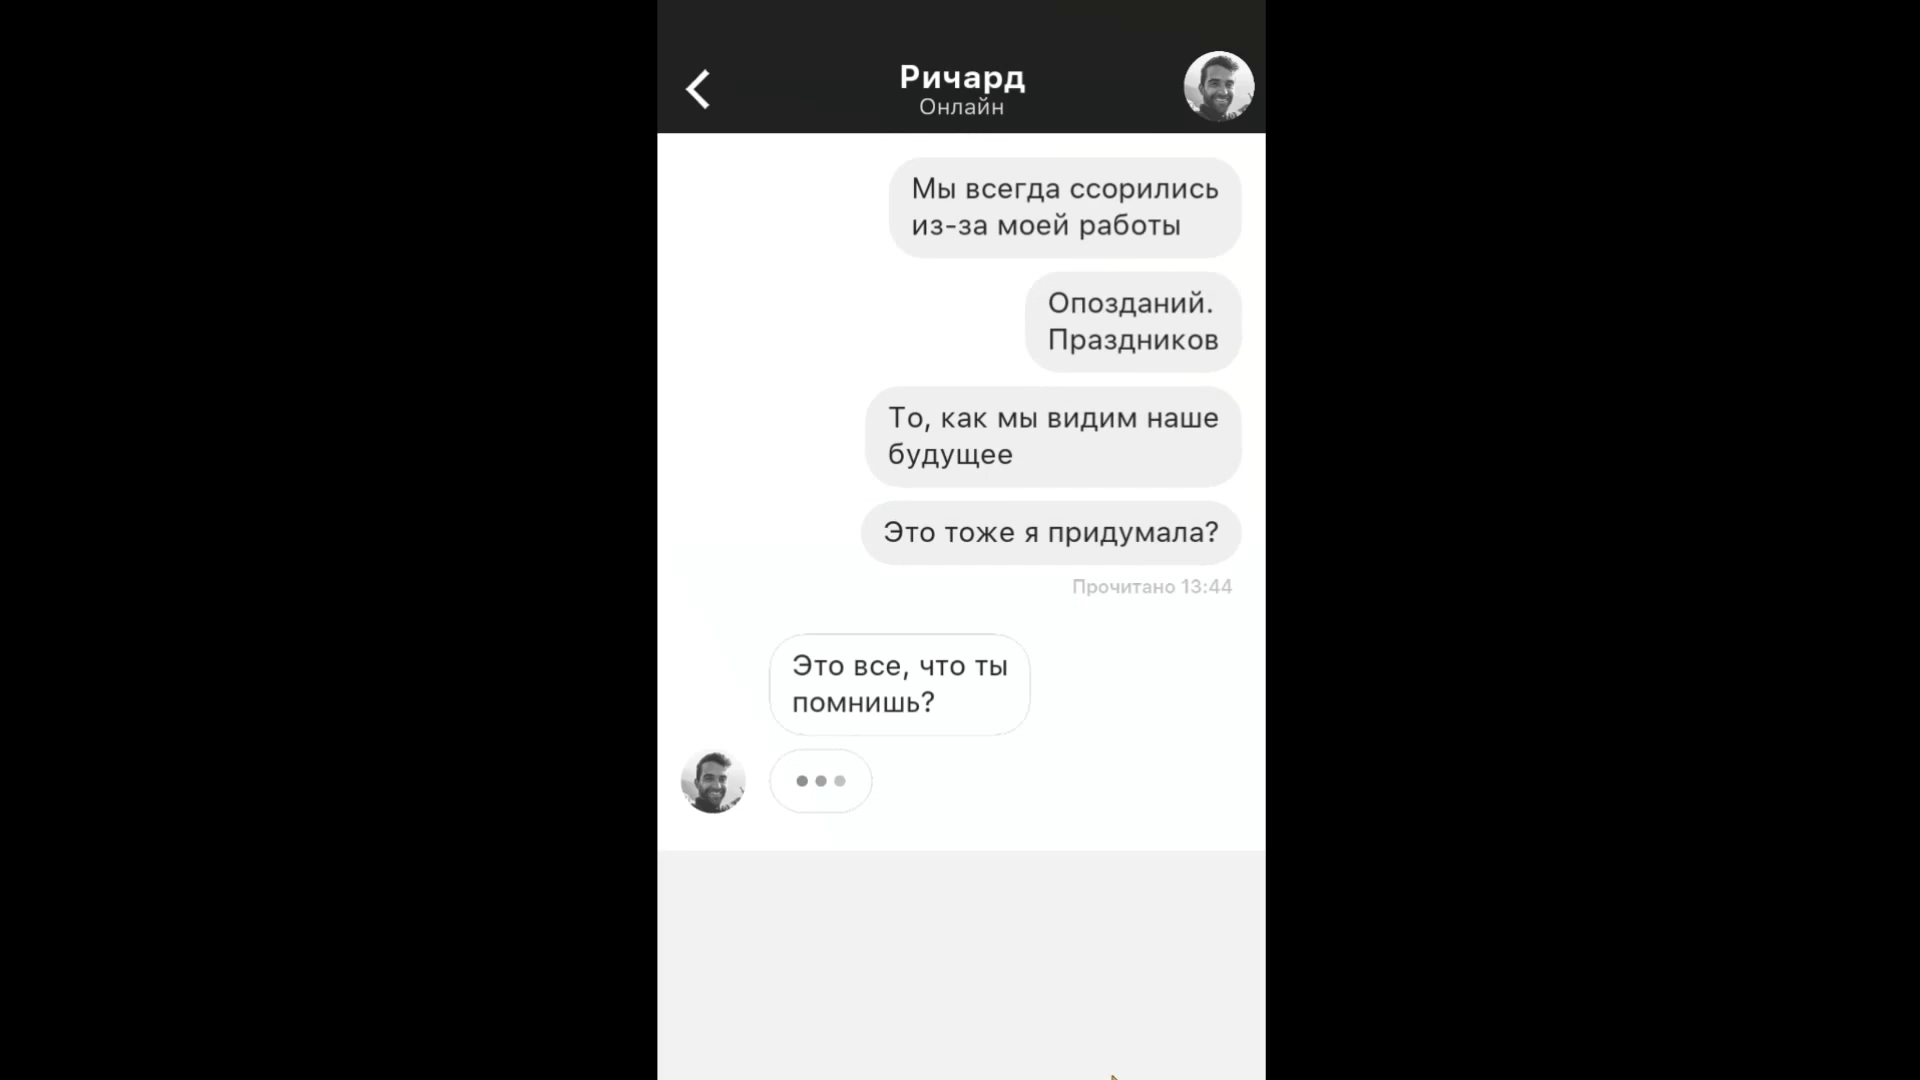 Ричард
Онлайн
Мы всегда ссорились
из-за моей работы
Опозданий.
Праздников
То, как мы видим наше
будущее
Это тоже я придумала?
Прочитано 13:44
Это все, что ты
помнишь?